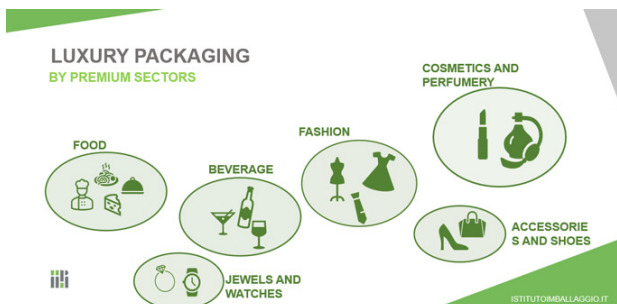 LUXURY PACKAGING
BY PREMIUM SECTORS
COSMETICS AND
PERFUMERY
FASHION
FOOD
BEVERAGE
ACCESSORIE
S AND SHOES
JEWELS AND
WATCHES
ISTITUTOIMBALLAGGIO.IT